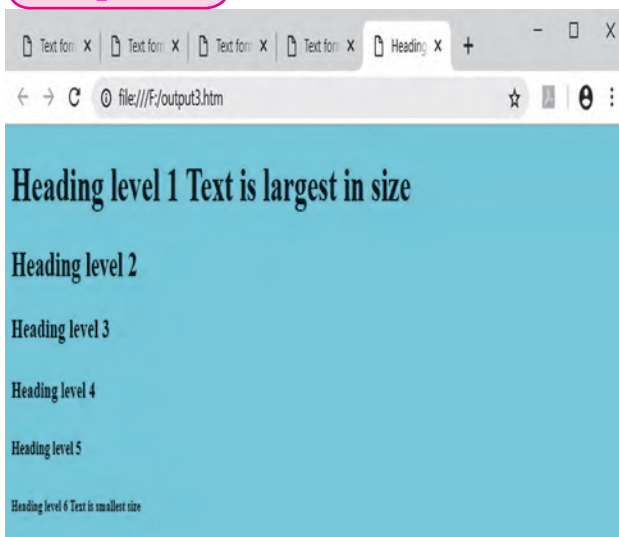 Text for Text for Text for Text for Heading
file:///F:/output3.htm
Heading level 1 Text is largest in size
Heading level 2
Heading level 3
Heading level 4
Heading level 5
Heading level 6 Text is smallest size